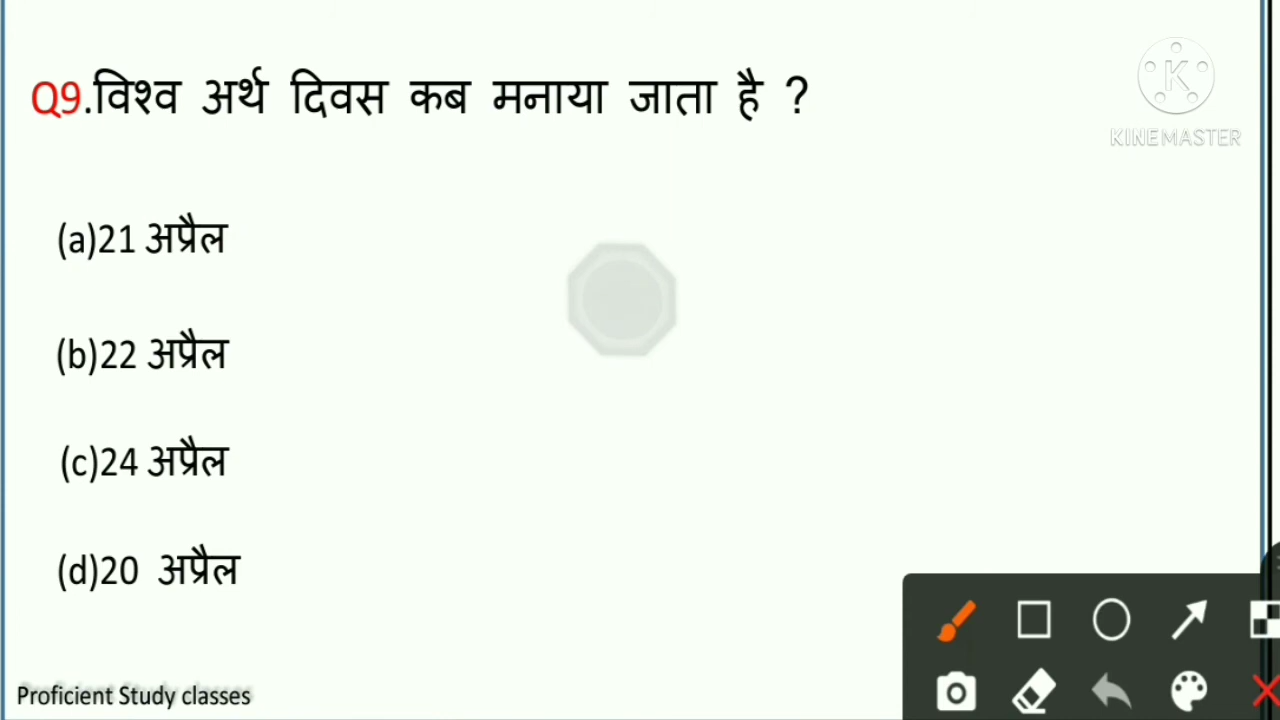 Q9.विश्व अर्थ दिवस कब मनाया जाता है ?
KINEMASTER
(a)21 अप्रैल
(b)22 अप्रैल
(c)24 अप्रैल
(d)20 अप्रैल
Proficient Study classes